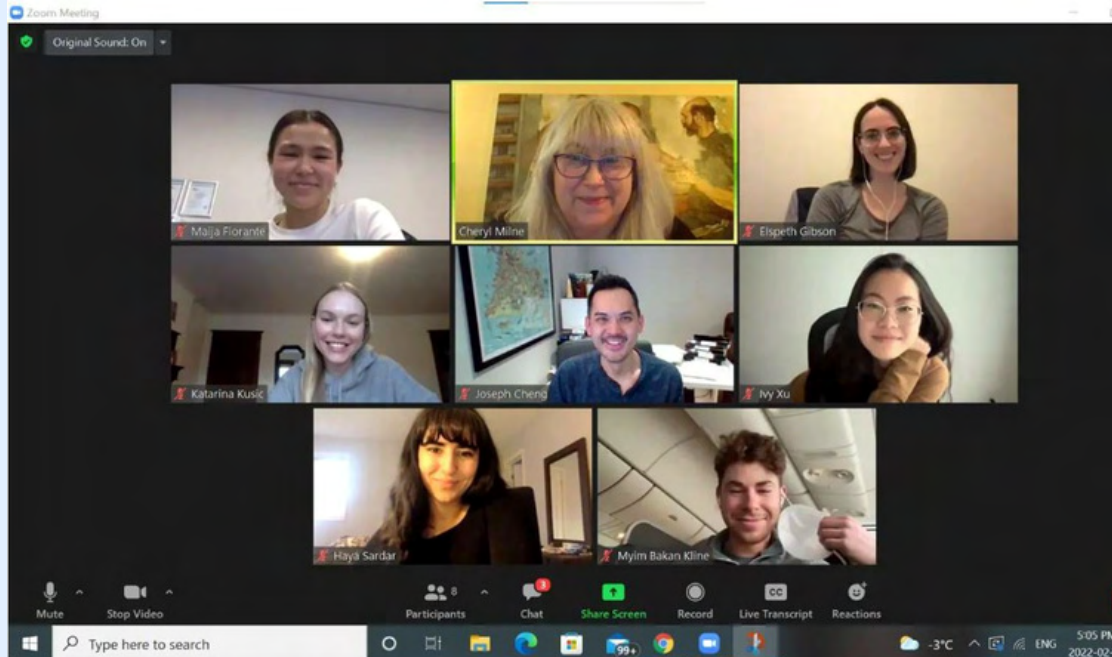 Zoom Meeting
Original Sound: On
Maija Fiorante
Cheryl Milne
Elspeth Gibson
Katarina Kusic
Joseph Cheng
Ivy Xu
Haya Sardar
Myim Bakan Kline
8
3
Mute
Stop Video
Participants
Chat
Share Screen
Record
CC
Live Transcript
Reactions
Type here to search
99+
-3°C
ENG
5:05 PM
2022-02-